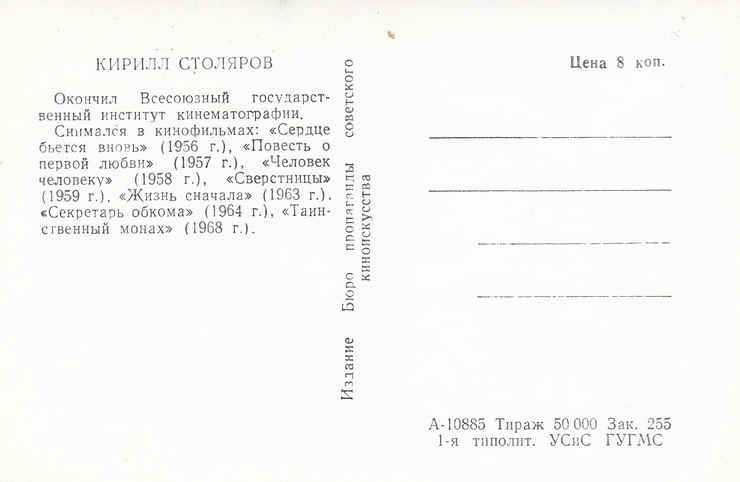 КИРИЛЛ СТОЛЯРОВ
Окончил Всесоюзный государст-
венный институт кинематографии.
Снимался в кинофильмах: «Сердце
бьется вновь» (1956 г.), «Повесть о
первой любви» (1957 г.), «Человек
человеку» (1958 г.), «Сверстницы»
(1959 г.), «Жизнь сначала» (1963 г.).
«Секретарь обкома» (1964 г.), «Таин-
ственный монах» (1968 г.).
Издание Бюро пропаганды советского
киноискусства
Цена 8 коп.
А-10885 Тираж 50 000 Зак. 255
1-я типолит. УСиС ГУГМС